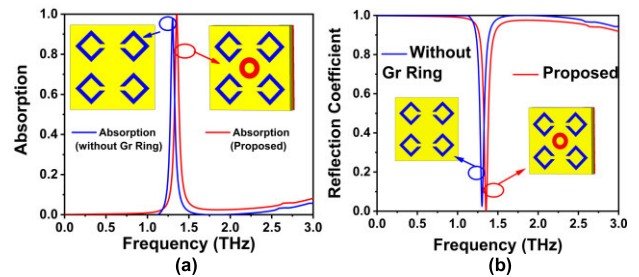 Absorption
1.0
0.8
0.6
0.4
0.2
0.0
Absorption
(without Gr Ring)
Absorption
(Proposed)
0.0 0.5 1.0 1.5 2.0 2.5 3.0
Frequency (THz)
(a)
Reflection Coefficient
1.0
0.8
0.6
0.4
0.2
0.0
Without
Gr Ring
Proposed
0.0 0.5 1.0 1.5 2.0 2.5 3.0
Frequency (THz)
(b)